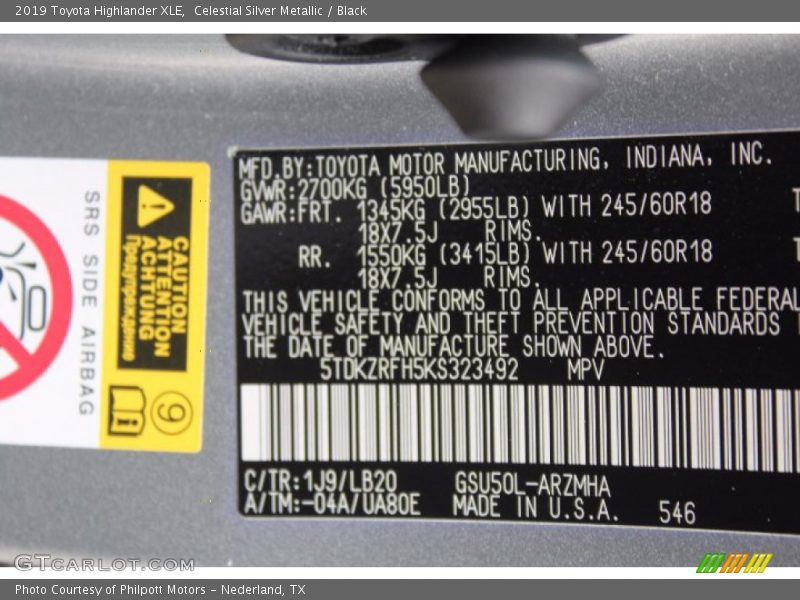 2019 Toyota Highlander XLE,  Celestial Silver Metallic / Black
MFD.BY:TOYOTA MOTOR MANUFACTURING, INDIANA, INC.
GVWR:2700KG (5950LB)
GAWR:FRT. 1345KG (2955LB) WITH 245/60R18
18X7.5J RIMS.
RR. 1550KG (3415LB) WITH 245/60R18
18X7.5J RIMS.
THIS VEHICLE CONFORMS TO ALL APPLICABLE FEDERAL
VEHICLE SAFETY AND THEFT PREVENTION STANDARDS
THE DATE OF MANUFACTURE SHOWN ABOVE.
5TDKZRFH5KS323492 MPV
C/TR:1J9/LB20 GSU50L-ARZMHA
A/TM:-04A/UA80E MADE IN U.S.A. 546
SRS SIDE AIRBAG
CAUTION
ATTENTION
ACHTUNG
Предупреждение
9
GTCARLOT.COM
Photo Courtesy of Philpott Motors - Nederland, TX